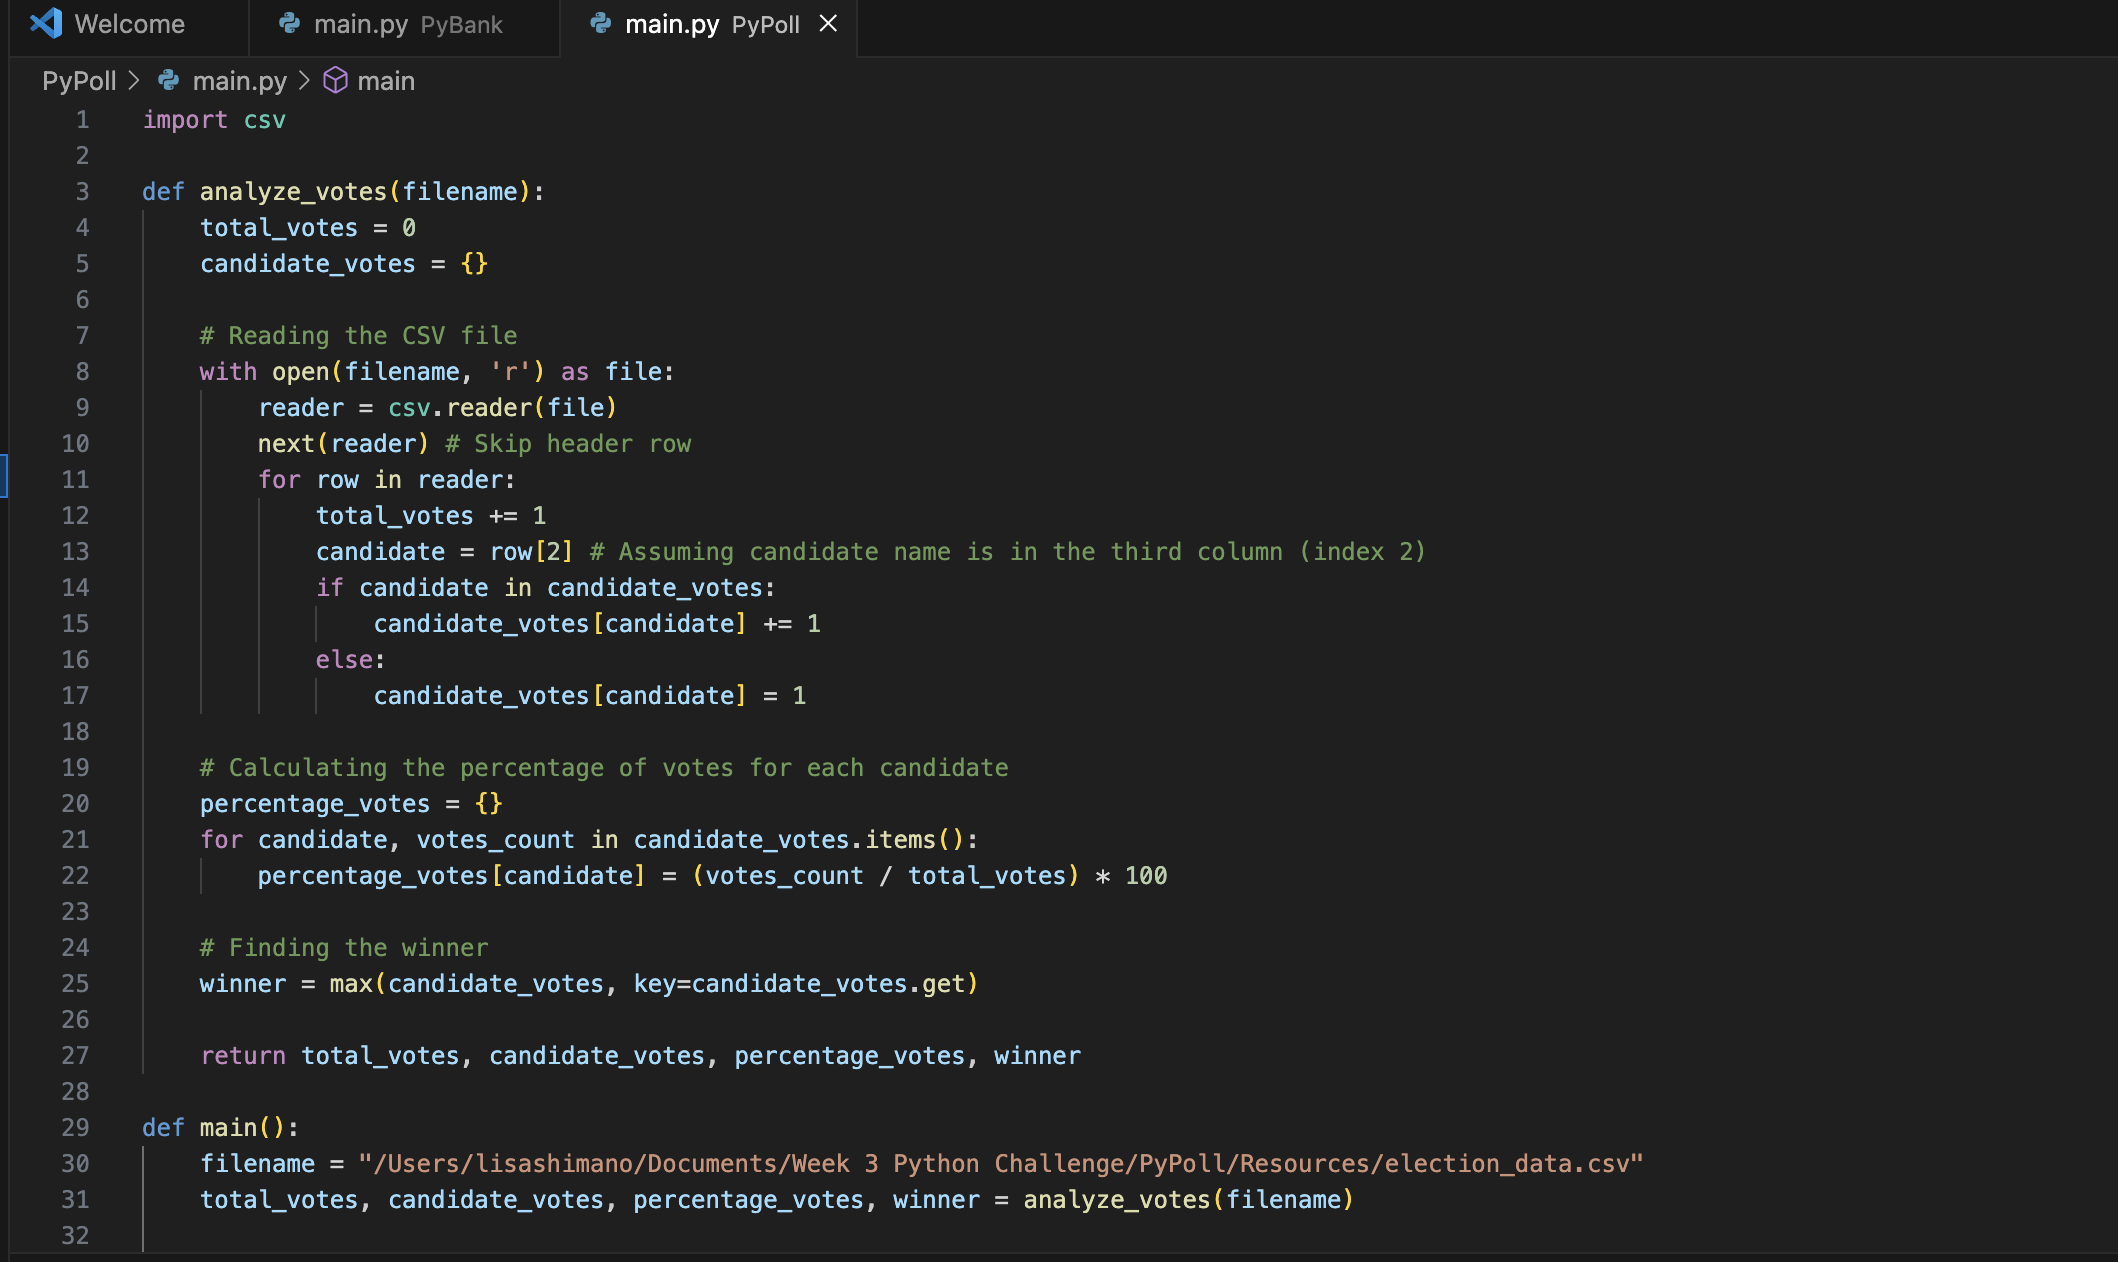 Welcome
main.py PyBank
main.py PyPoll
PyPoll > main.py > main
1 import csv
2
3 def analyze_votes(filename):
4     total_votes = 0
5     candidate_votes = {}
6
7     # Reading the CSV file
8     with open(filename, 'r') as file:
9         reader = csv.reader(file)
10         next(reader) # Skip header row
11         for row in reader:
12             total_votes += 1
13             candidate = row[2] # Assuming candidate name is in the third column (index 2)
14             if candidate in candidate_votes:
15                 candidate_votes[candidate] += 1
16             else:
17                 candidate_votes[candidate] = 1
18
19     # Calculating the percentage of votes for each candidate
20     percentage_votes = {}
21     for candidate, votes_count in candidate_votes.items():
22         percentage_votes[candidate] = (votes_count / total_votes) * 100
23
24     # Finding the winner
25     winner = max(candidate_votes, key=candidate_votes.get)
26
27     return total_votes, candidate_votes, percentage_votes, winner
28
29 def main():
30     filename = "/Users/lisashimano/Documents/Week 3 Python Challenge/PyPoll/Resources/election_data.csv"
31     total_votes, candidate_votes, percentage_votes, winner = analyze_votes(filename)
32